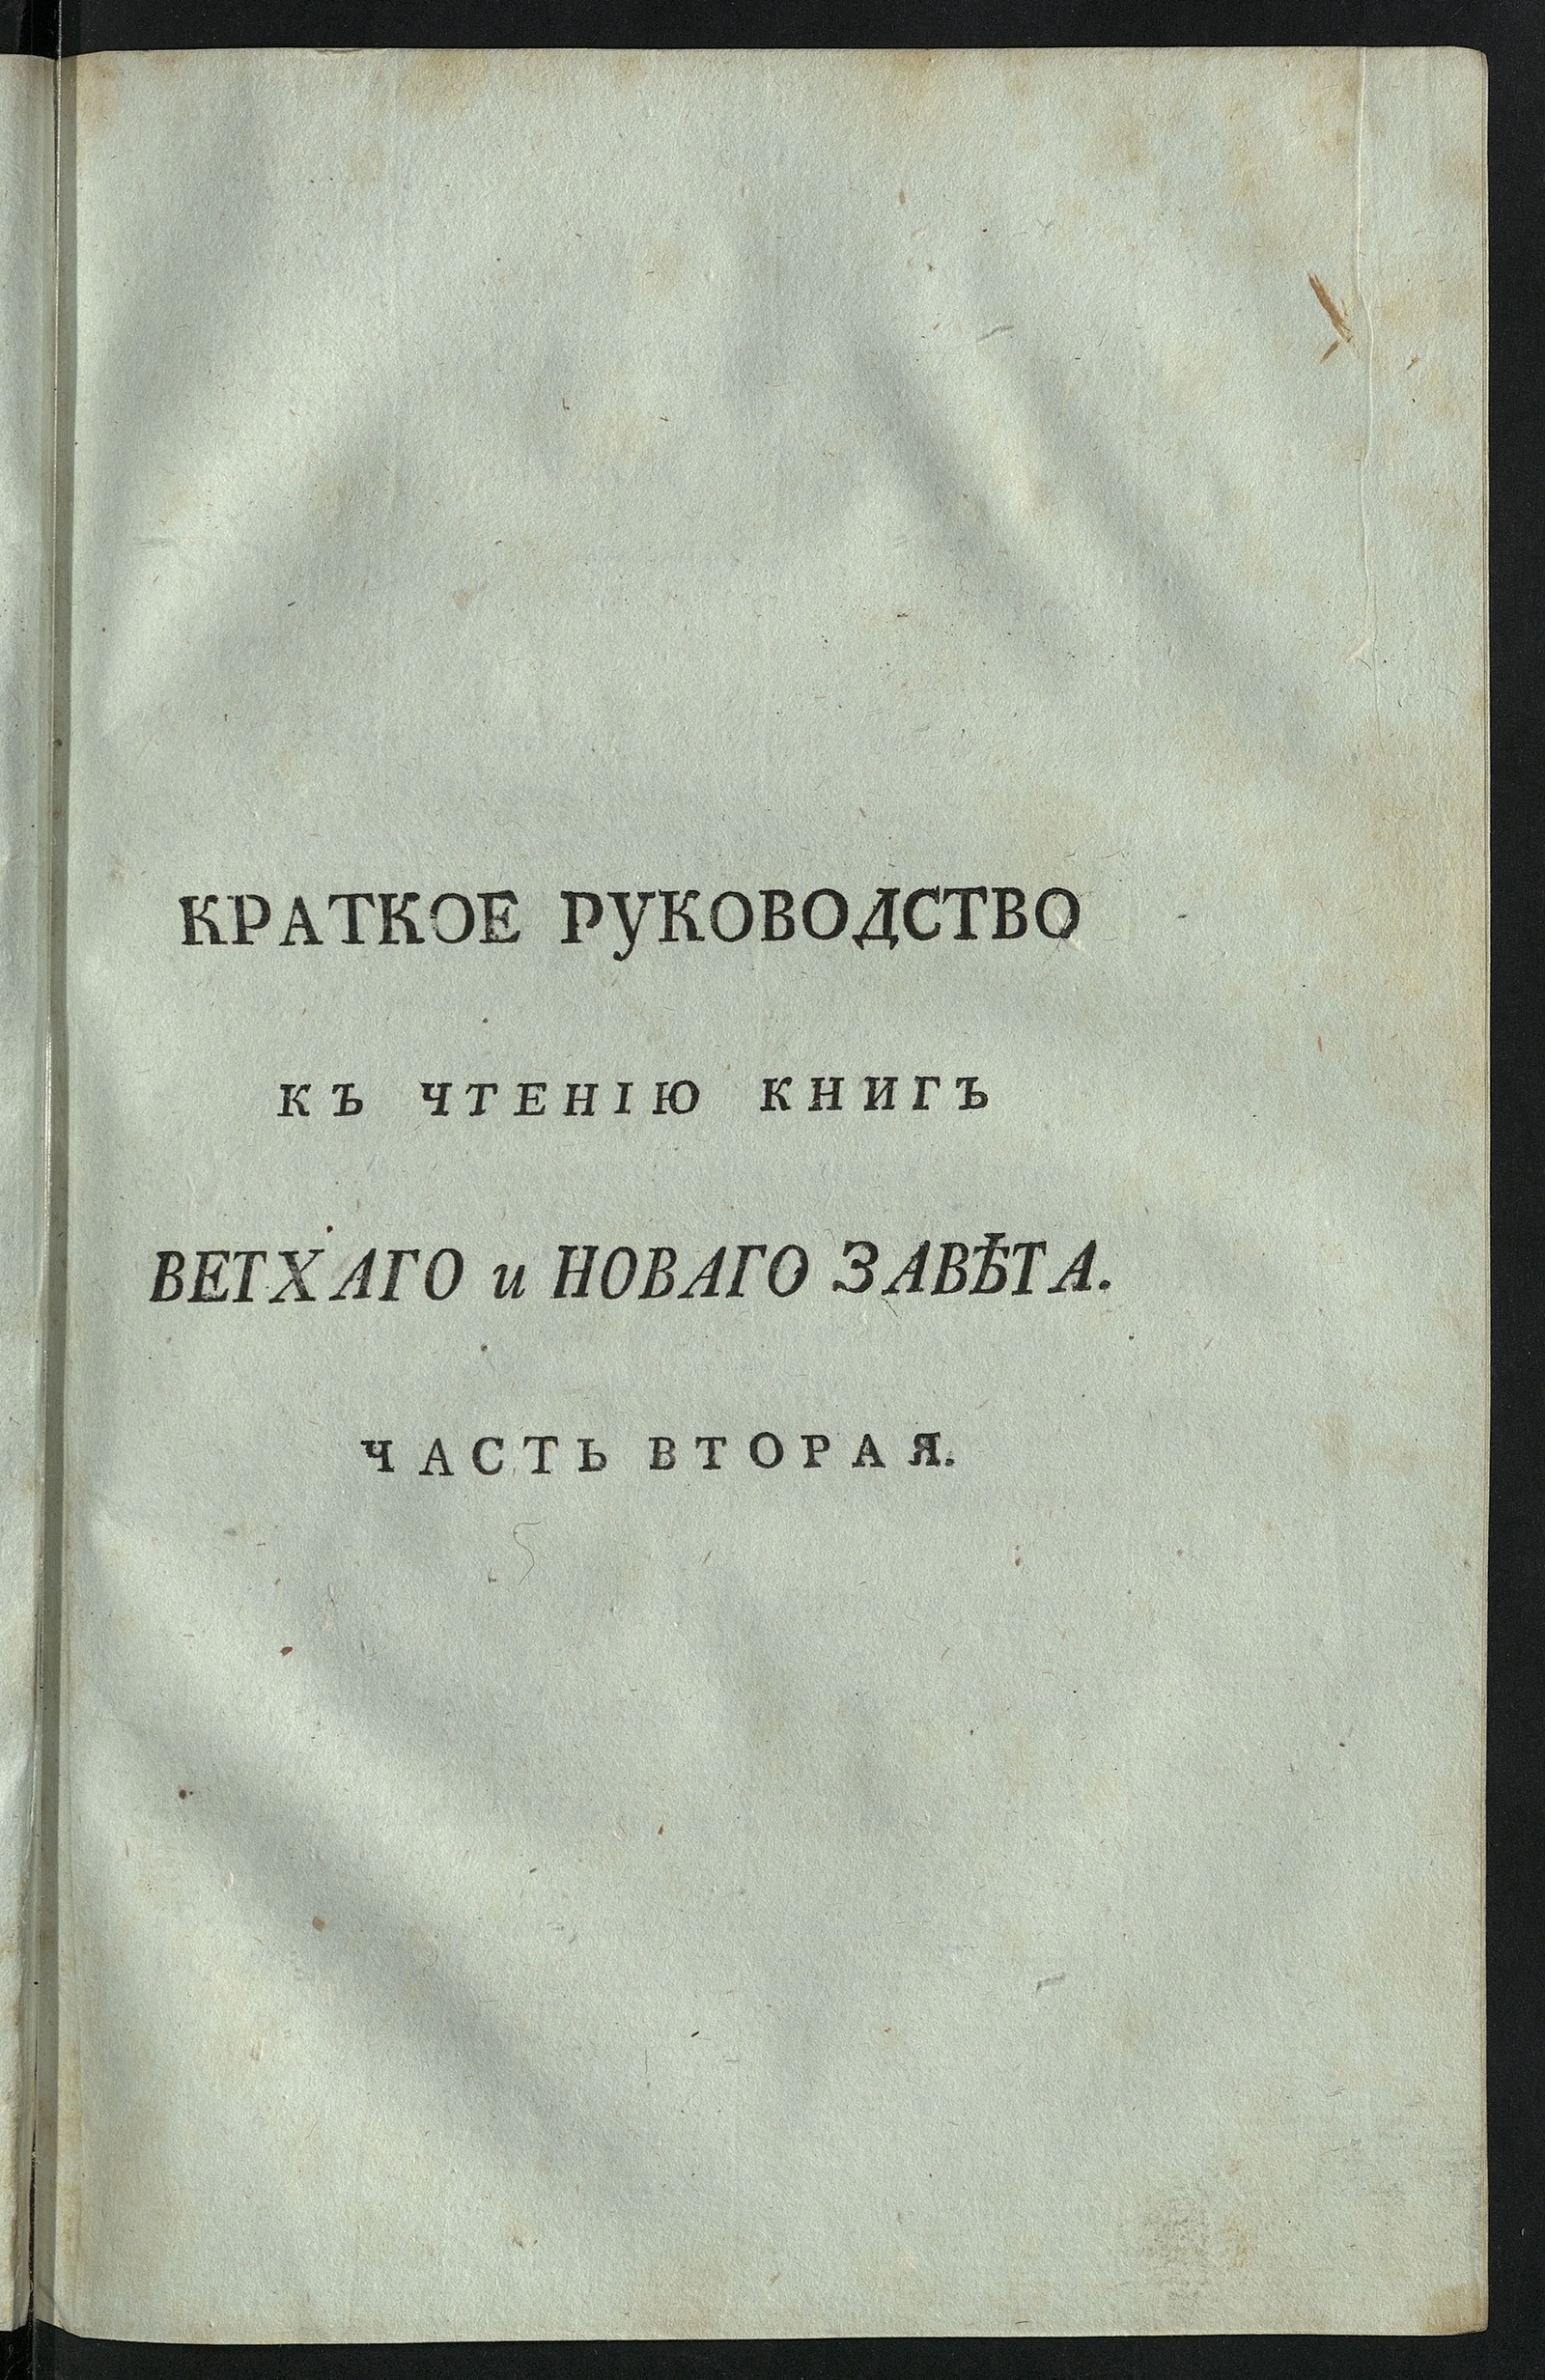 КРАТКОЕ РУКОВОДСТВО
КЪ ЧТЕНІЮ КНИГЪ
ВЕТХАГО и НОВАГО ЗАВѢТА.
ЧАСТЬ ВТОРАЯ.